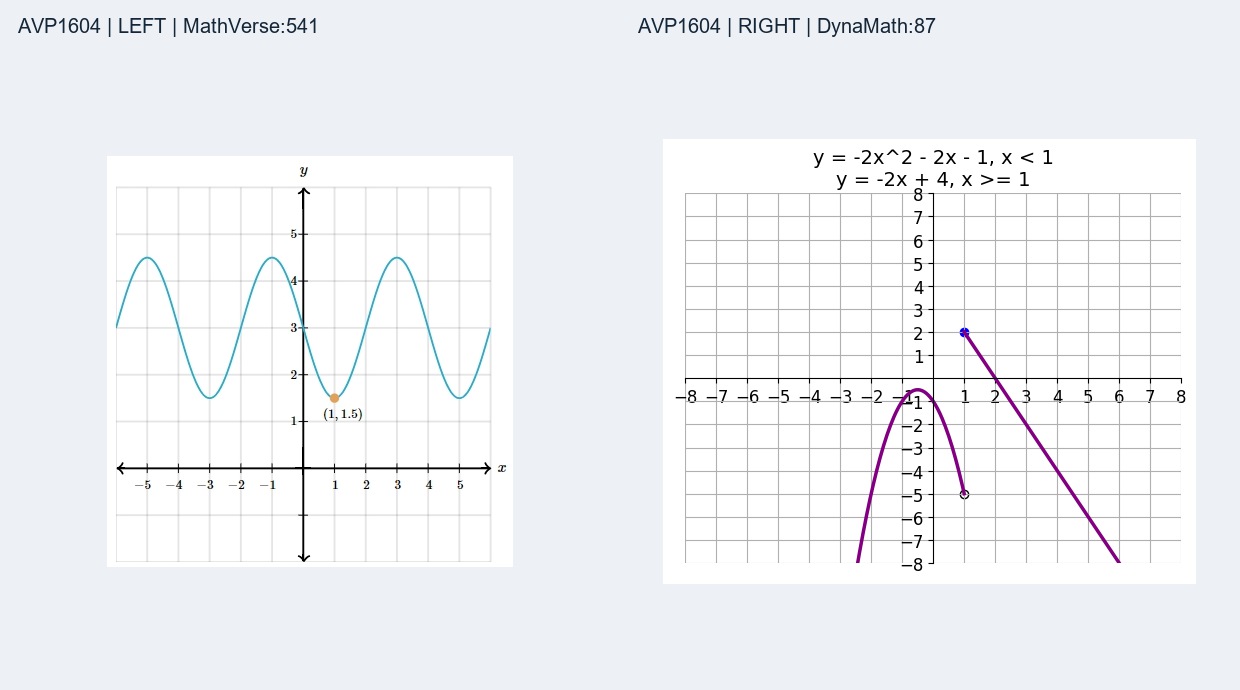 AVP1604 | LEFT | MathVerse:541
y
5
4
3
2
1
(1, 1.5)
x
−5 −4 −3 −2 −1 1 2 3 4 5
AVP1604 | RIGHT | DynaMath:87
y = -2x^2 - 2x - 1, x < 1
y = -2x + 4, x >= 1
8
7
6
5
4
3
2
1
−8 −7 −6 −5 −4 −3 −2 −1 1 2 3 4 5 6 7 8
−1
−2
−3
−4
−5
−6
−7
−8